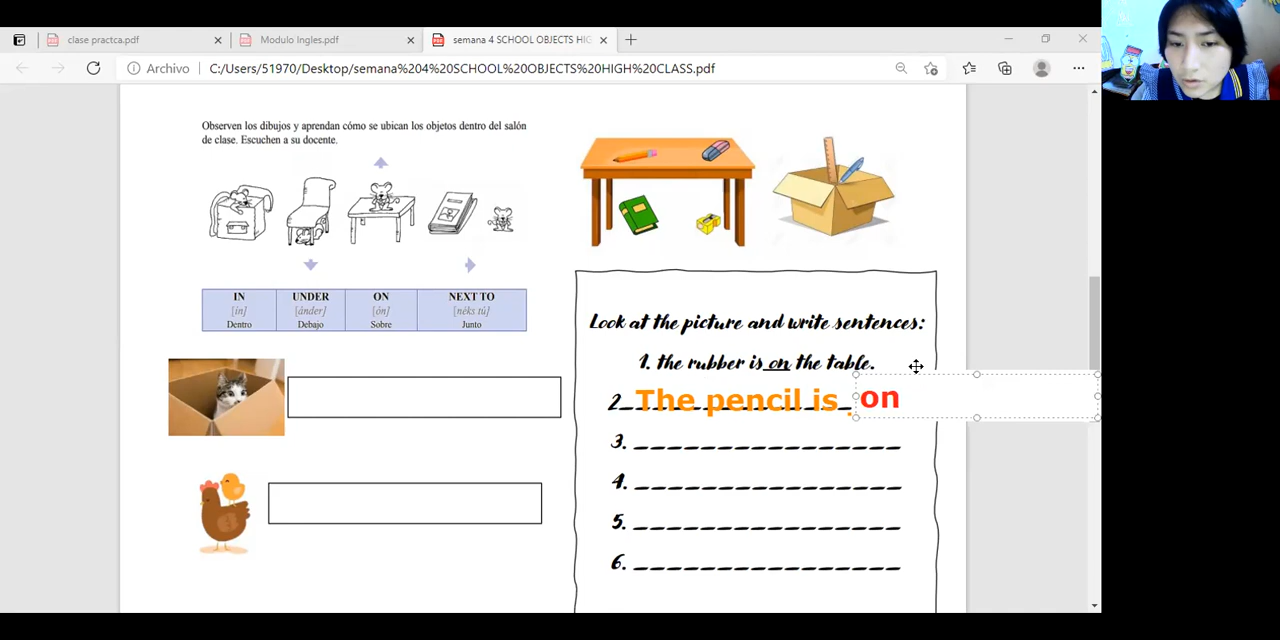 clase practca.pdf
Modulo Ingles.pdf
semana 4 SCHOOL OBJECTS HIG
Archivo
C:/Users/51970/Desktop/semana%204%20SCHOOL%20OBJECTS%20HIGH%20CLASS.pdf
Observen los dibujos y aprendan cómo se ubican los objetos dentro del salón
de clase. Escuchen a su docente.
IN UNDER ON NEXT TO
[in] [ánder] [ón] [néks tú]
Dentro Debajo Sobre Junto
Look at the picture and write sentences:
1. the rubber is on the table.
2 The pencil is on
3.
4.
5.
6.